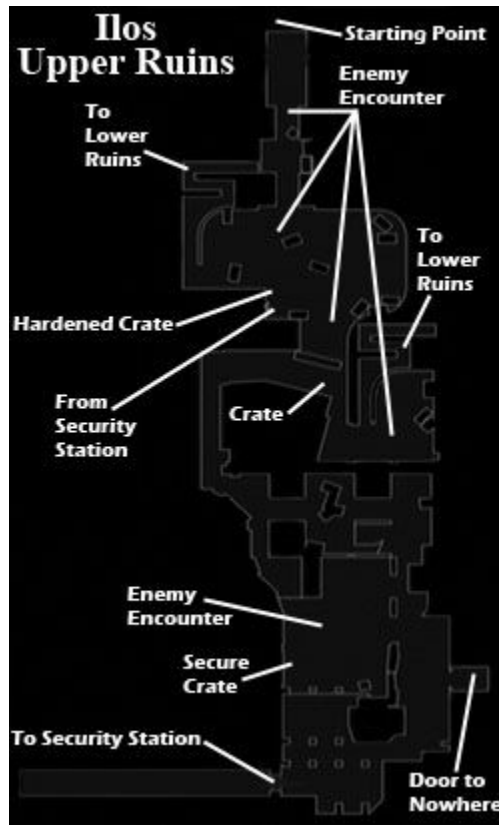 Ilos
Upper Ruins
Starting Point
Enemy
Encounter
To
Lower
Ruins
To
Lower
Ruins
Hardened Crate
From
Security
Station
Crate
Enemy
Encounter
Secure
Crate
To Security Station
Door to
Nowhere